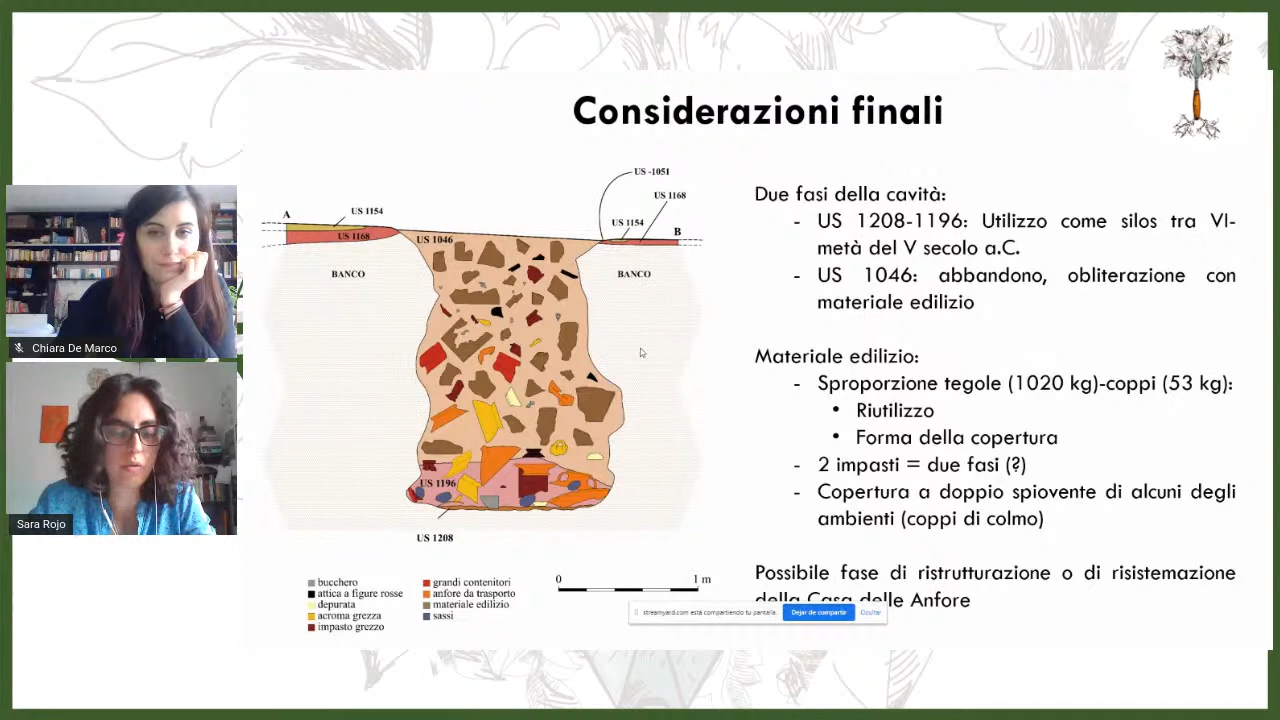 Considerazioni finali
US -1051
US 1168
A
US 1154
US 1154
B
US 1168
US 1046
BANCO
BANCO
US 1196
US 1208
bucchero
attica a figure rosse
depurata
acroma grezza
impasto grezzo
grandi contenitori
anfore da trasporto
materiale edilizio
sassi
0
1 m
Due fasi della cavità:
- US 1208-1196: Utilizzo come silos tra VI-
metà del V secolo a.C.
- US 1046: abbandono, obliterazione con
materiale edilizio
Materiale edilizio:
- Sproporzione tegole (1020 kg)-coppi (53 kg):
• Riutilizzo
• Forma della copertura
- 2 impasti = due fasi (?)
- Copertura a doppio spiovente di alcuni degli
ambienti (coppi di colmo)
Possibile fase di ristrutturazione o di risistemazione
della Casa delle Anfore
streamyard.com está compartiendo tu pantalla.
Dejar de compartir
Ocultar
Chiara De Marco
Sara Rojo